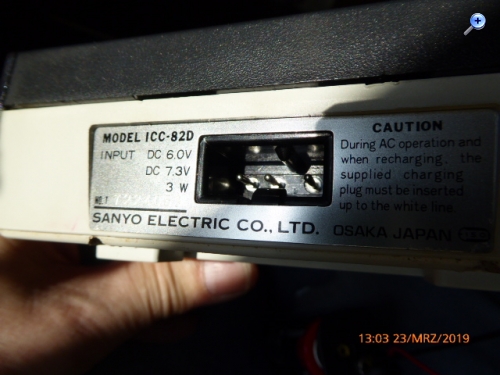 MODEL ICC-82D
INPUT DC 6.0V
DC 7.3V
3 W
NO.
SANYO ELECTRIC CO., LTD. OSAKA JAPAN
CAUTION
During AC operation and
when recharging, the
supplied charging
plug must be inserted
up to the white line.
13:03 23/MRZ/2019